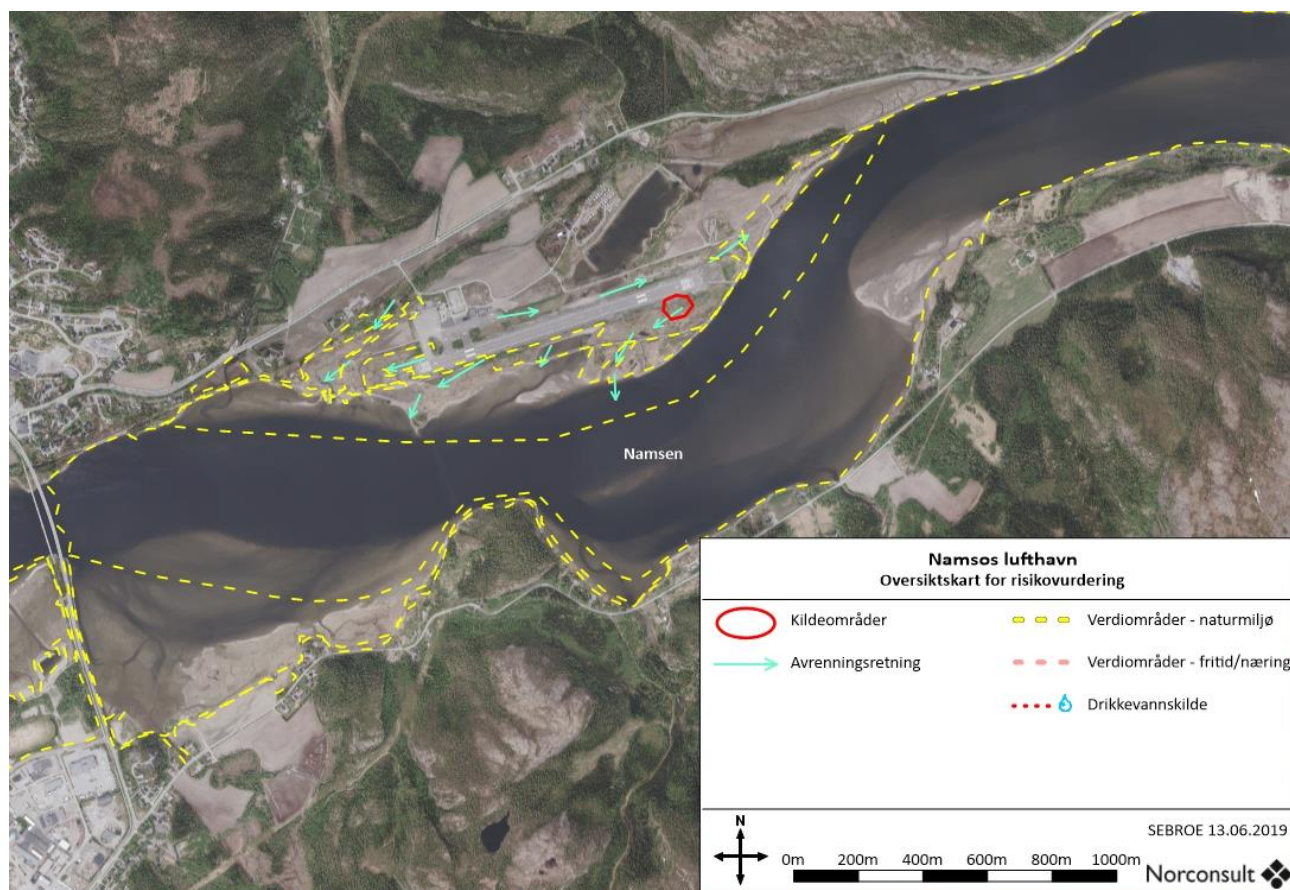 Namsen
Namsos lufthavn
Oversiktskart for risikovurdering
Kildeområder
Verdiområder - naturmiljø
Avrenningsretning
Verdiområder - fritid/næring
Drikkevannskilde
N
SEBROE 13.06.2019
0m 200m 400m 600m 800m 1000m
Norconsult